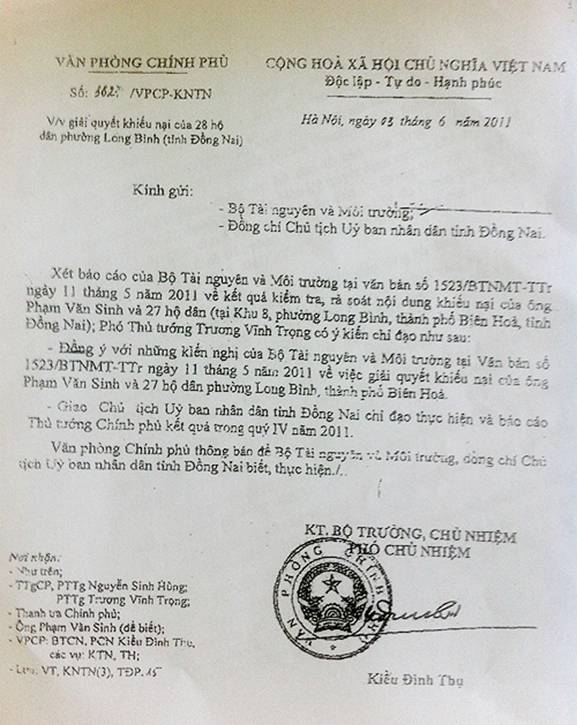 VĂN PHÒNG CHÍNH PHỦ
CỘNG HOÀ XÃ HỘI CHỦ NGHĨA VIỆT NAM
Độc lập - Tự do - Hạnh phúc
Số: /VPCP-KNTN
Hà Nội, ngày 03 tháng 6 năm 2011
V/v giải quyết khiếu nại của 28 hộ
dân phường Long Bình (tỉnh Đồng Nai)
Kính gửi:
- Bộ Tài nguyên và Môi trường;
- Đồng chí Chủ tịch Uỷ ban nhân dân tỉnh Đồng Nai.
Xét báo cáo của Bộ Tài nguyên và Môi trường tại văn bản số 1523/BTNMT-TTr
ngày 11 tháng 5 năm 2011 về kết quả kiểm tra, rà soát nội dung khiếu nại của ông
Phạm Văn Sinh và 27 hộ dân (tại Khu 8, phường Long Bình, thành phố Biên Hoà, tỉnh
Đồng Nai); Phó Thủ tướng Trương Vĩnh Trọng có ý kiến chỉ đạo như sau:
- Đồng ý với những kiến nghị của Bộ Tài nguyên và Môi trường tại Văn bản số
1523/BTNMT-TTr ngày 11 tháng 5 năm 2011 về việc giải quyết khiếu nại của ông
Phạm Văn Sinh và 27 hộ dân phường Long Bình, thành phố Biên Hoà.
- Giao Chủ tịch Uỷ ban nhân dân tỉnh Đồng Nai chỉ đạo thực hiện và báo cáo
Thủ tướng Chính phủ kết quả trong quý IV năm 2011.
Văn phòng Chính phủ thông báo để Bộ Tài nguyên và Môi trường, đồng chí Chủ
tịch Uỷ ban nhân dân tỉnh Đồng Nai biết, thực hiện./.
KT. BỘ TRƯỞNG, CHỦ NHIỆM
PHÓ CHỦ NHIỆM
VĂN PHÒNG CHÍNH PHỦ
Kiều Đình Thụ
Nơi nhận:
- Như trên;
- TTgCP, PTTg Nguyễn Sinh Hùng;
PTTg Trương Vĩnh Trọng;
- Thanh tra Chính phủ;
- Ông Phạm Văn Sinh (để biết);
- VPCP: BTCN, PCN Kiều Đình Thụ,
các vụ: KTN, TH;
- Lưu: VT, KNTN(3), TĐP. 15